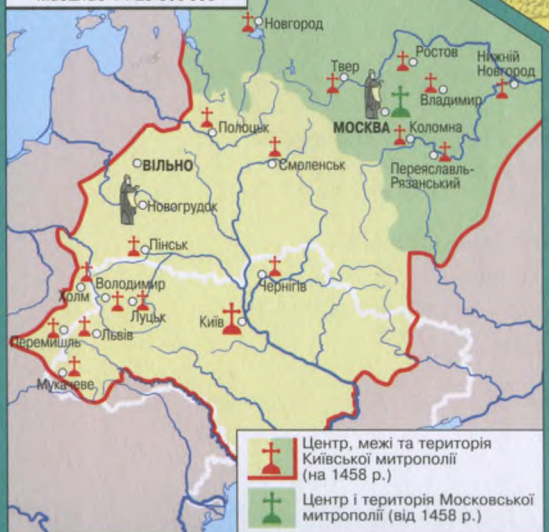 Новгород
Твер
Ростов
Нижній
Новгород
Владимир
МОСКВА
Коломна
Переяславль-
Рязанський
Полоцьк
ВІЛЬНО
Смоленськ
Новогрудок
Пінськ
Чернігів
Холм
Володимир
Луцьк
Київ
Перемишль
Львів
Мукачеве
Центр, межі та територія
Київської митрополії
(на 1458 р.)
Центр і територія Московської
митрополії (від 1458 р.)